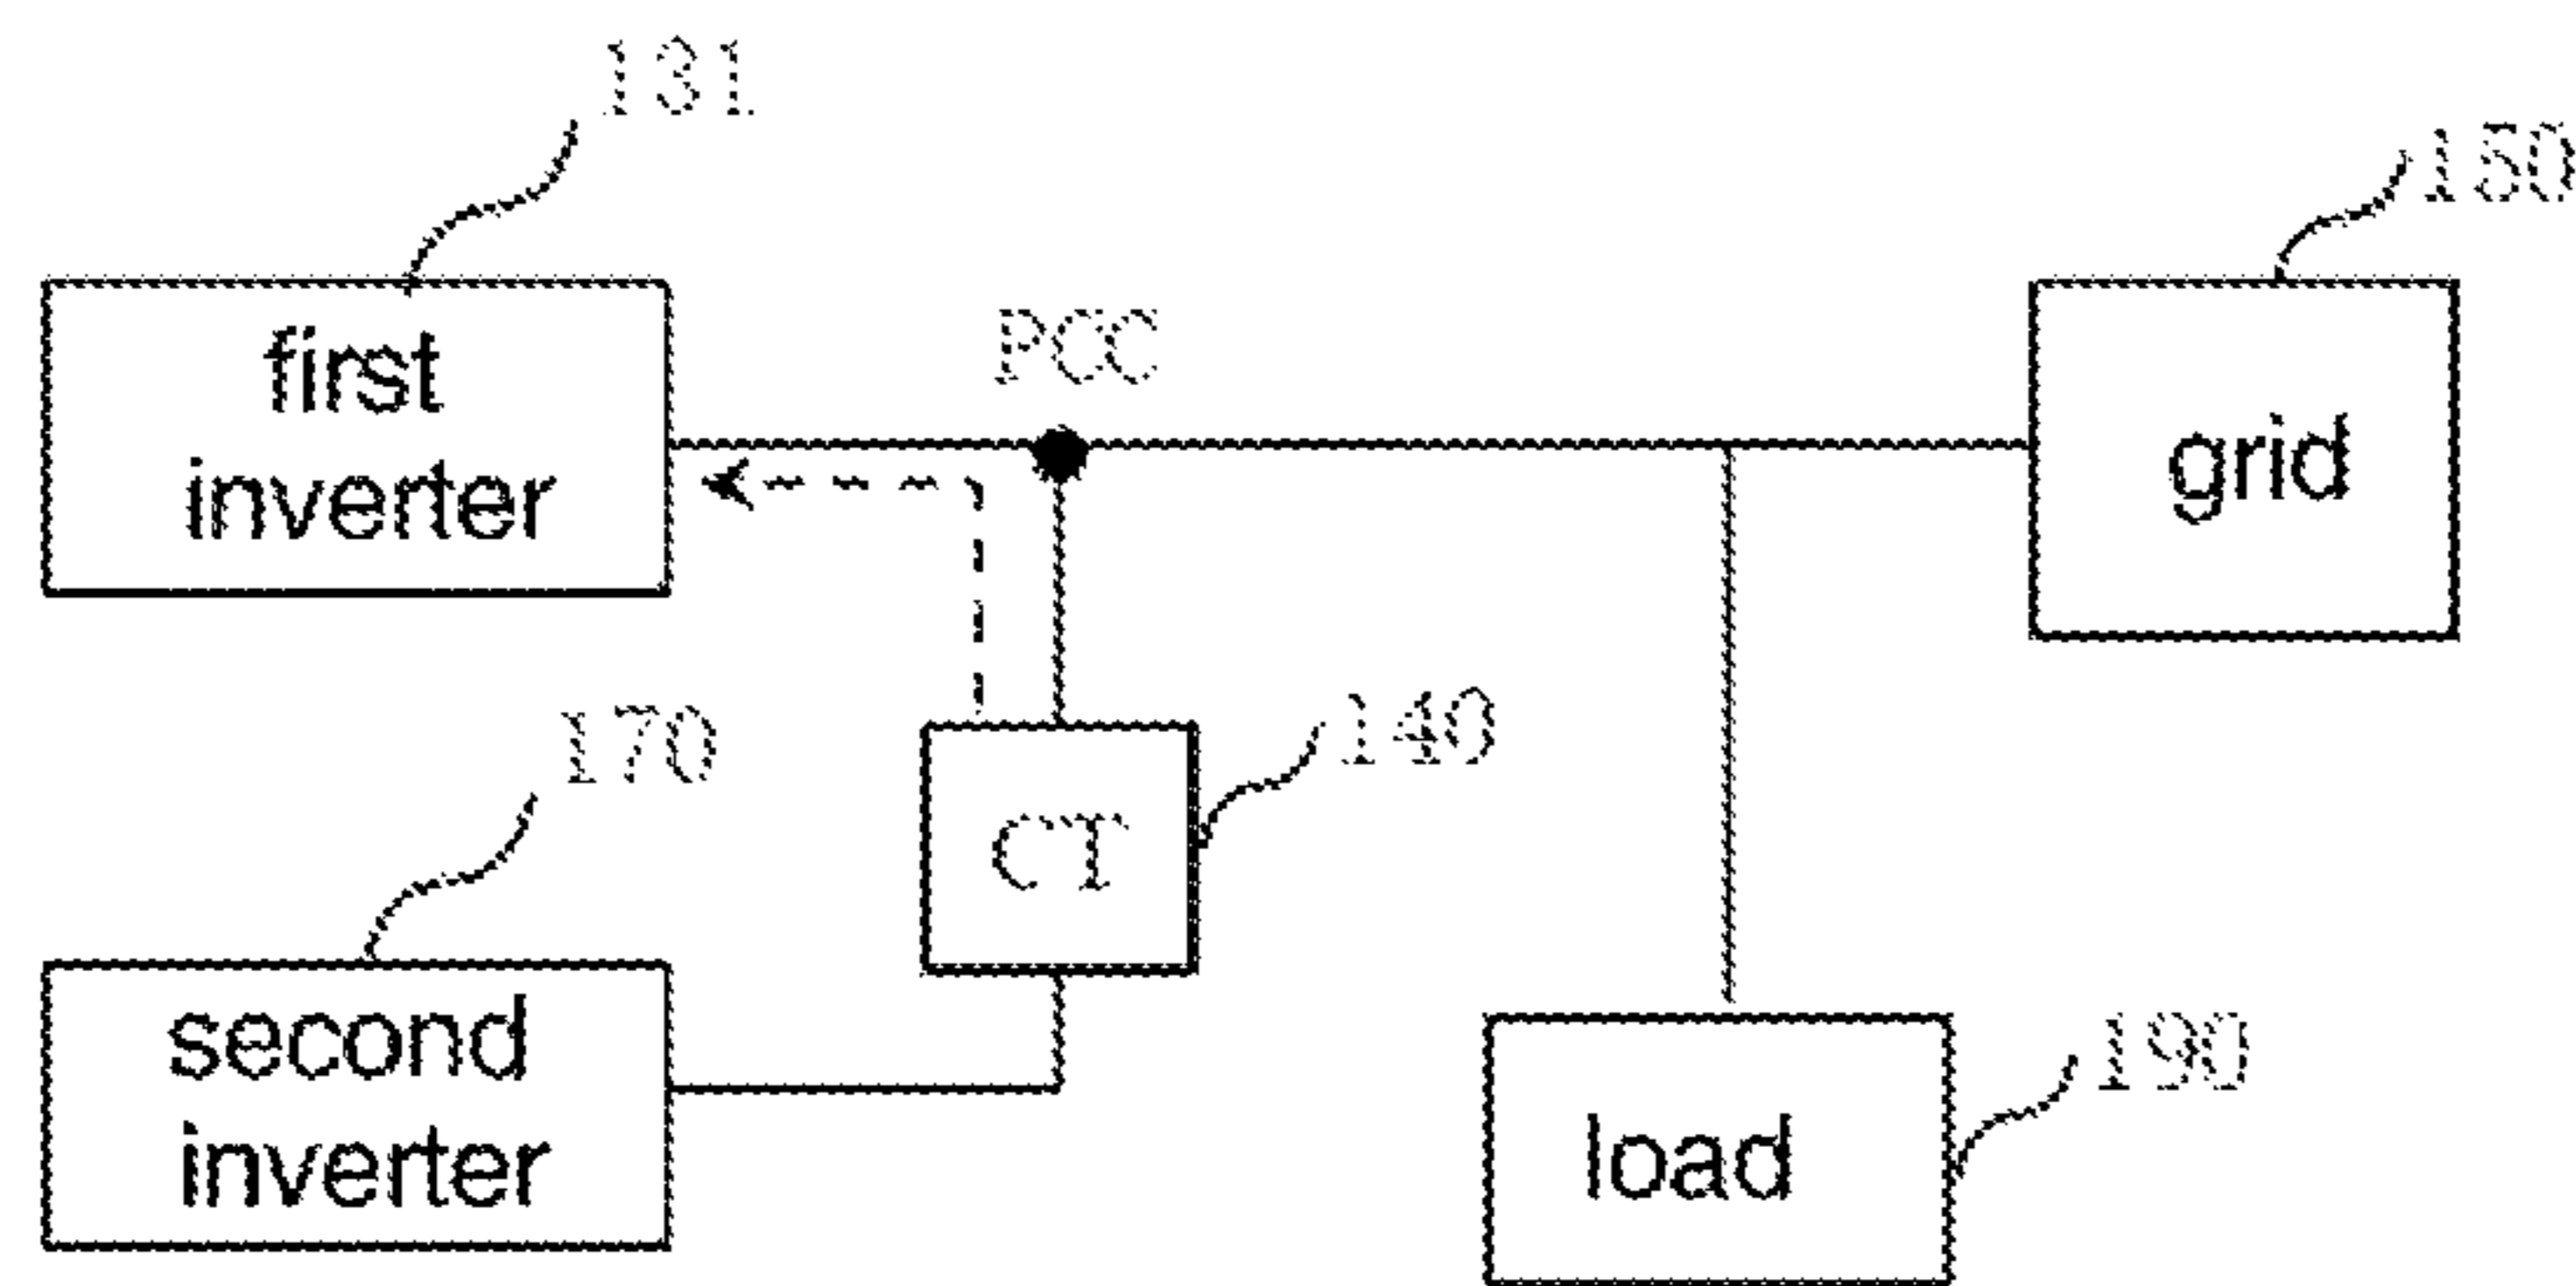 131
150
first
inverter
PCC
grid
170
140
CT
second
inverter
190
load